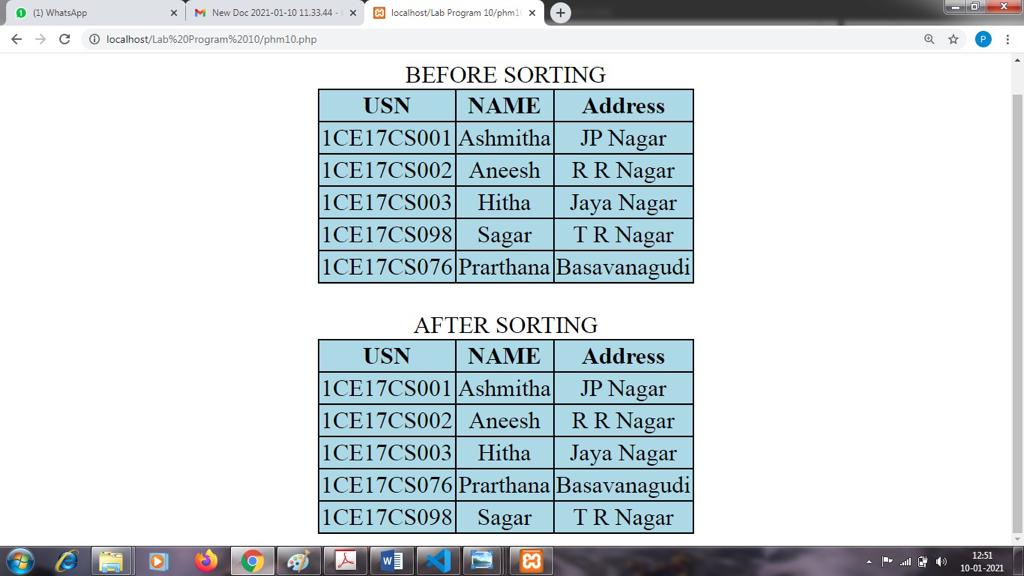 (1) WhatsApp
New Doc 2021-01-10 11.33.44 -
localhost/Lab Program 10/phm1
localhost/Lab%20Program%2010/phm10.php
P
BEFORE SORTING
USN NAME Address
1CE17CS001 Ashmitha JP Nagar
1CE17CS002 Aneesh R R Nagar
1CE17CS003 Hitha Jaya Nagar
1CE17CS098 Sagar T R Nagar
1CE17CS076 Prarthana Basavanagudi
AFTER SORTING
USN NAME Address
1CE17CS001 Ashmitha JP Nagar
1CE17CS002 Aneesh R R Nagar
1CE17CS003 Hitha Jaya Nagar
1CE17CS076 Prarthana Basavanagudi
1CE17CS098 Sagar T R Nagar
12:51
10-01-2021